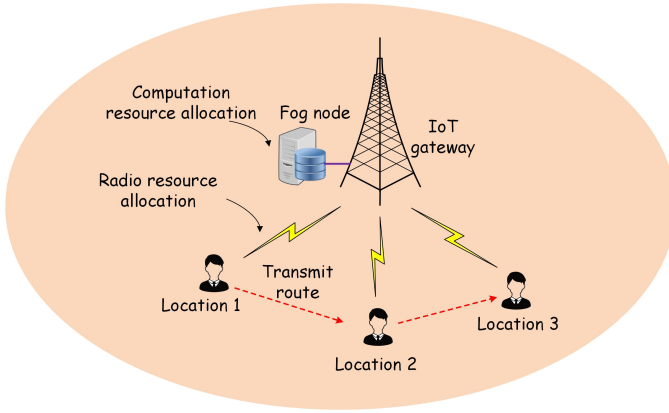 Computation
resource allocation
Fog node
IoT
gateway
Radio resource
allocation
Transmit
route
Location 1
Location 2
Location 3